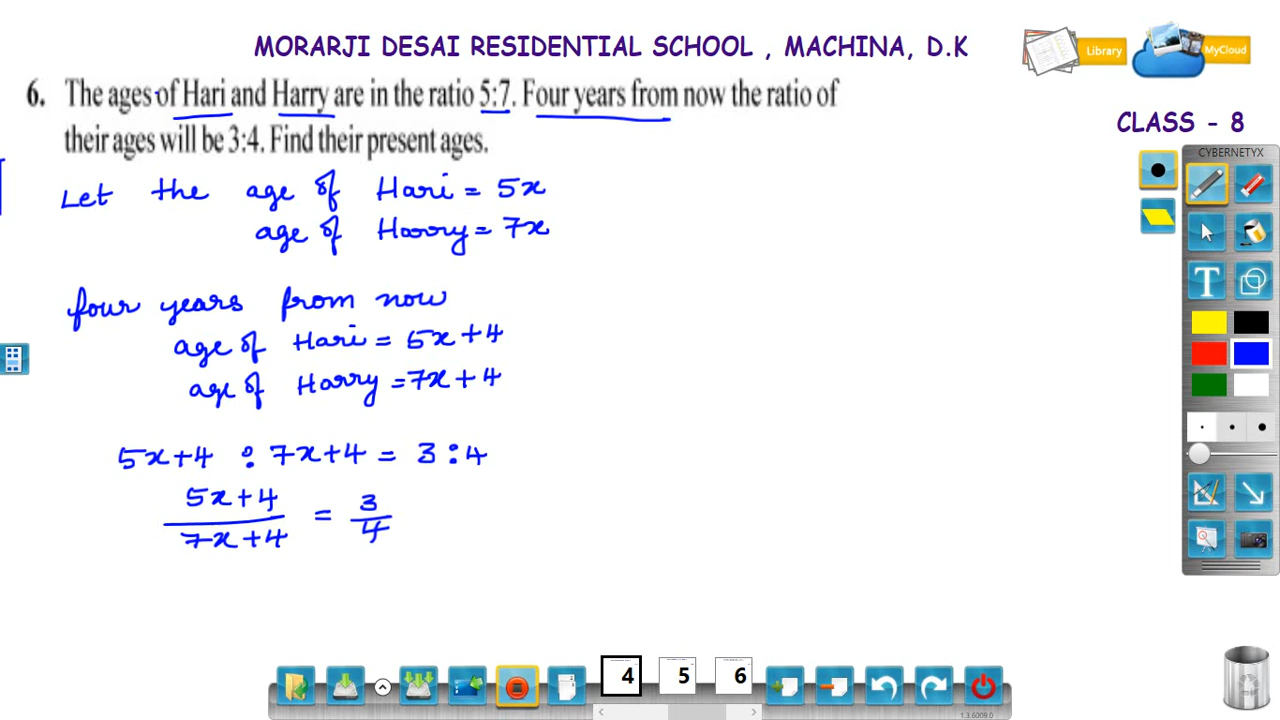 MORARJI DESAI RESIDENTIAL SCHOOL , MACHINA, D.K
Library
MyCloud
6. The ages of Hari and Harry are in the ratio 5:7. Four years from now the ratio of
their ages will be 3:4. Find their present ages.
CLASS - 8
CYBERNETYX
Let the age of Hari = 5x
age of Harry = 7x
four years from now
age of Hari = 5x+4
age of Harry = 7x+4
5x+4 : 7x+4 = 3:4
5x+4
7x+4
=
3
4
T
4
5
6
1.3.6009.0